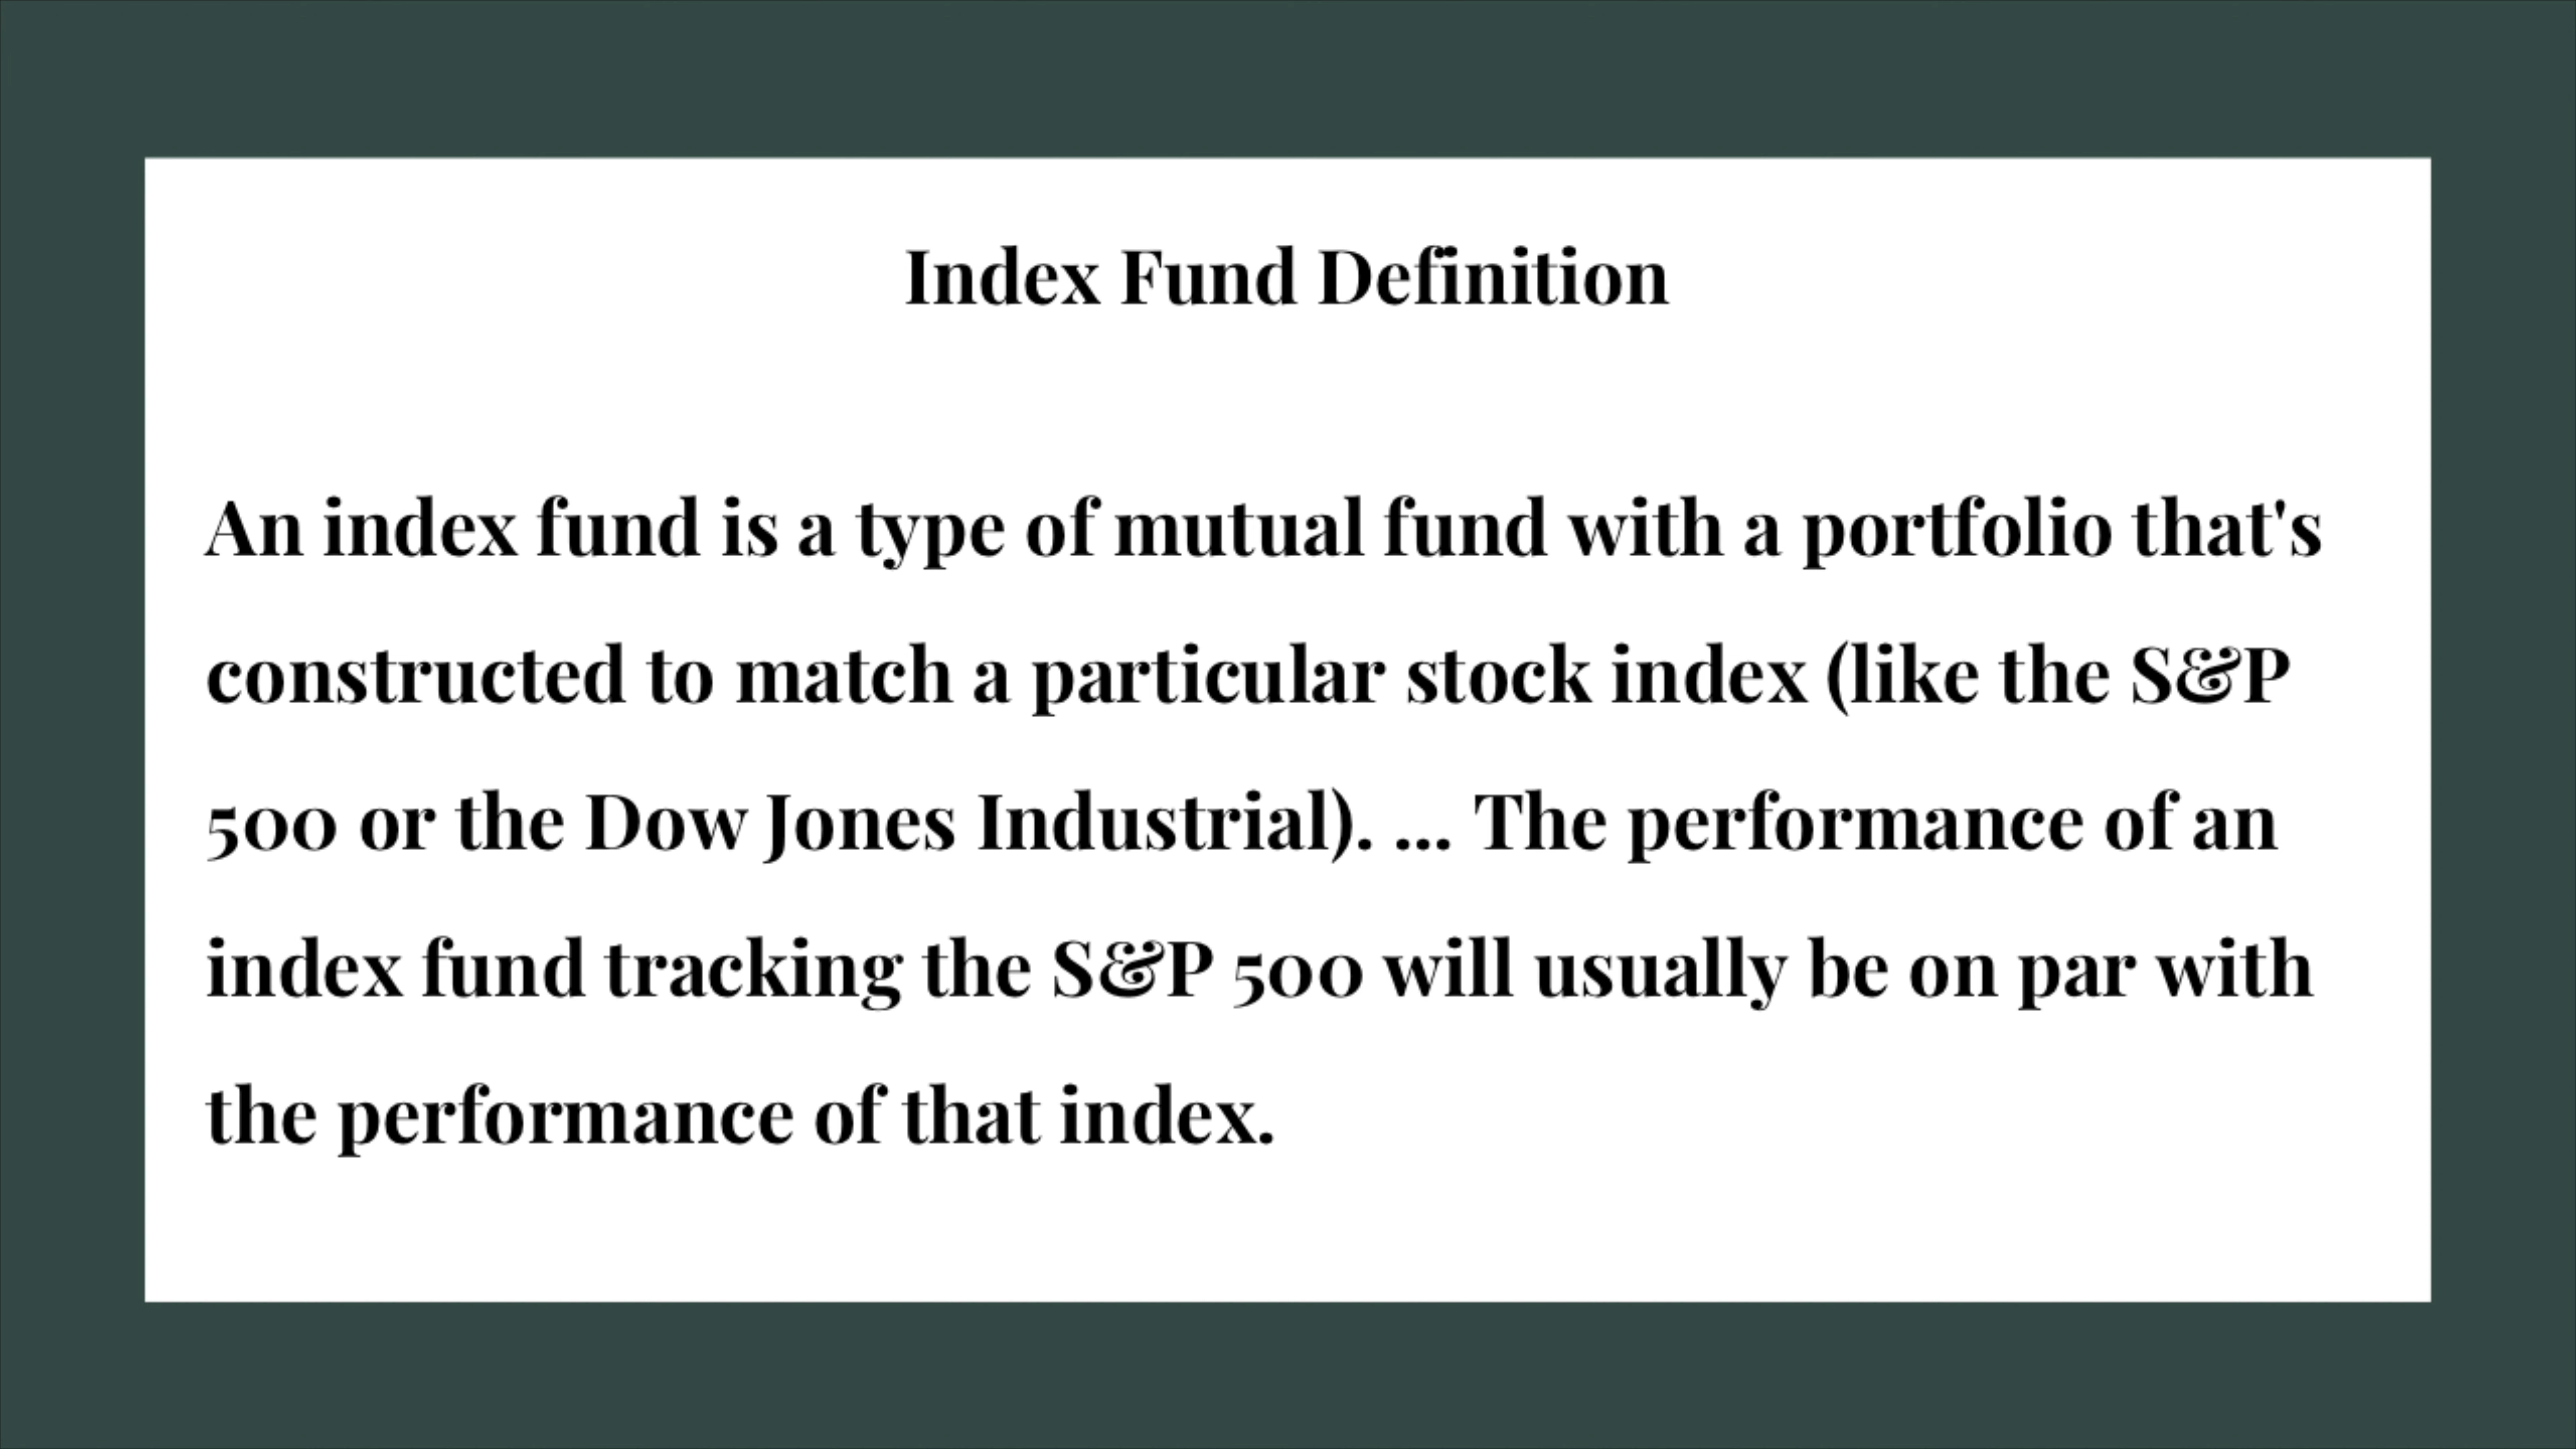 Index Fund Definition
An index fund is a type of mutual fund with a portfolio that's
constructed to match a particular stock index (like the S&P
500 or the Dow Jones Industrial). ... The performance of an
index fund tracking the S&P 500 will usually be on par with
the performance of that index.